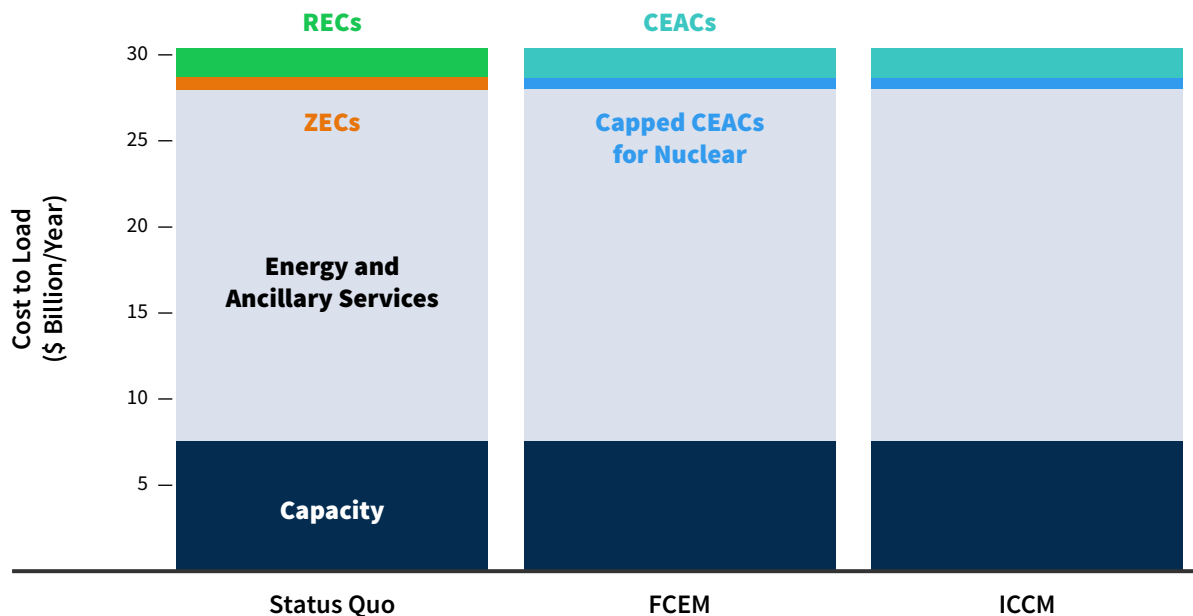 RECs
CEACs
30
ZECs
Capped CEACs
for Nuclear
25
20
Cost to Load
($ Billion/Year)
Energy and
Ancillary Services
15
10
5
Capacity
Status Quo
FCEM
ICCM